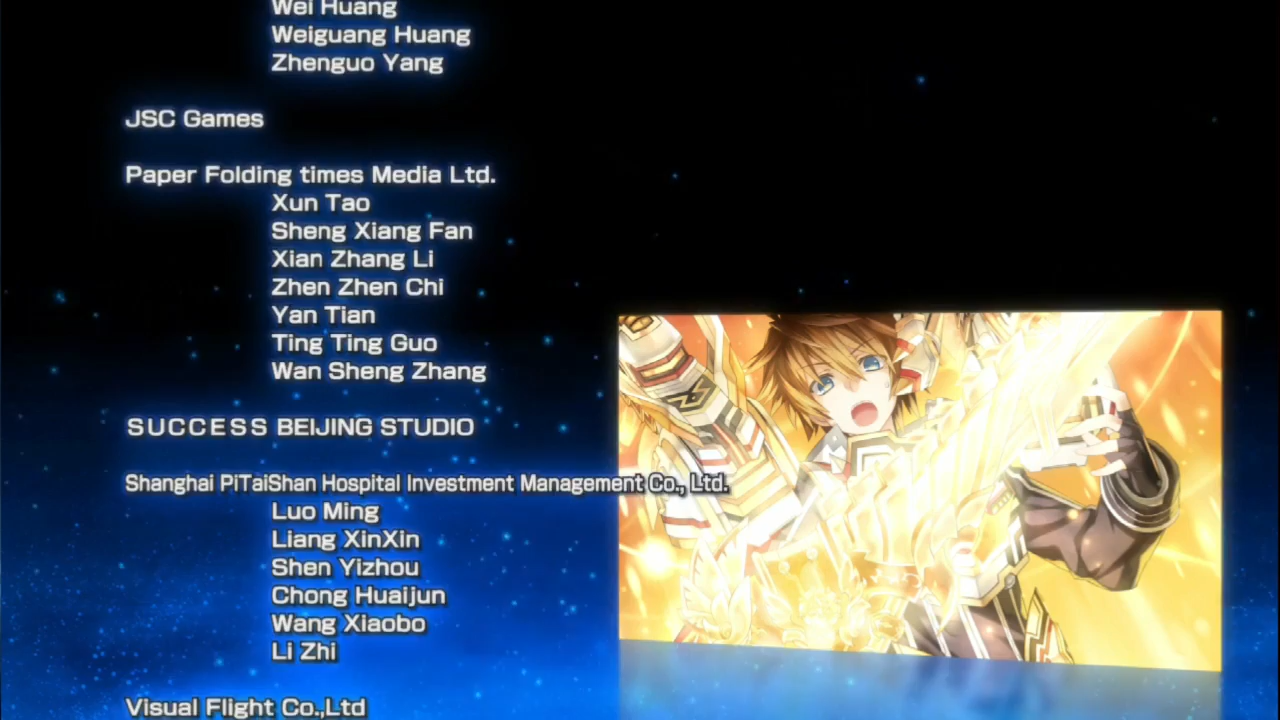 Wei Huang
Weiguang Huang
Zhenguo Yang
JSC Games
Paper Folding times Media Ltd.
Xun Tao
Sheng Xiang Fan
Xian Zhang Li
Zhen Zhen Chi
Yan Tian
Ting Ting Guo
Wan Sheng Zhang
SUCCESS BEIJING STUDIO
Shanghai PiTaiShan Hospital Investment Management Co., Ltd.
Luo Ming
Liang XinXin
Shen Yizhou
Chong Huaijun
Wang Xiaobo
Li Zhi
Visual Flight Co.,Ltd